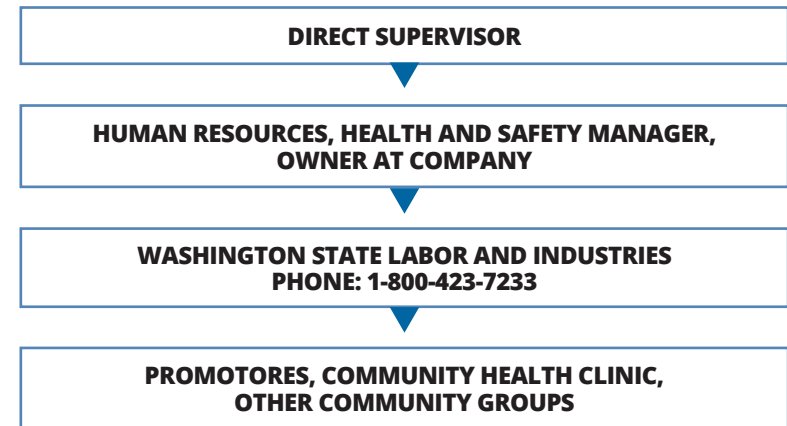 DIRECT SUPERVISOR
HUMAN RESOURCES, HEALTH AND SAFETY MANAGER,
OWNER AT COMPANY
WASHINGTON STATE LABOR AND INDUSTRIES
PHONE: 1-800-423-7233
PROMOTORES, COMMUNITY HEALTH CLINIC,
OTHER COMMUNITY GROUPS